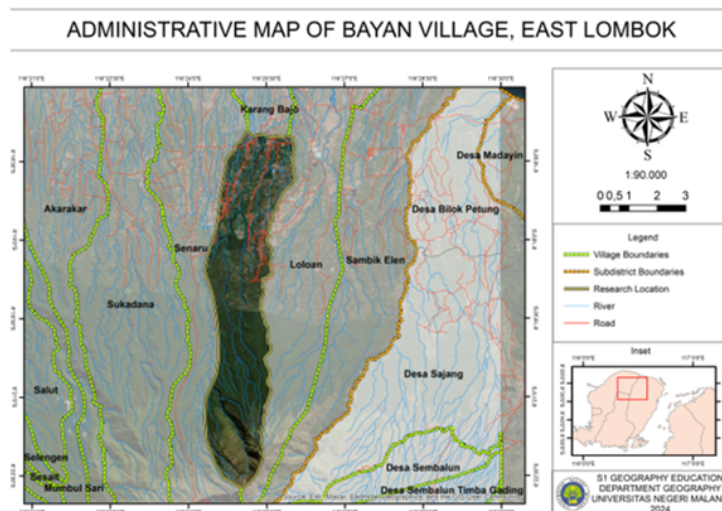 ADMINISTRATIVE MAP OF BAYAN VILLAGE, EAST LOMBOK
Karang Bajo
Desa Madayin
Akarakar
Desa Bilok Petung
Senaru
Loloan
Sambik Elen
Sukadana
Desa Sajang
Salut
Selengen
Sesait
Mumbul Sari
Desa Sembalun
Desa Sembalun Timba Gading
N
W
E
S
1:90.000
0 0,5 1 2 3
Legend
Village Boundaries
Subdistrict Boundaries
Research Location
River
Road
Inset
S1 GEOGRAPHY EDUCATION
DEPARTMENT GEOGRAPHY
UNIVERSITAS NEGERI MALANG
2024